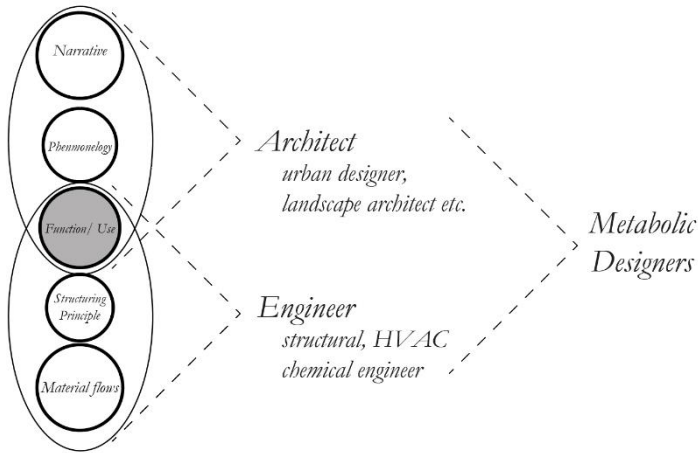 Narrative
Phenmonelogy
Function/ Use
Structuring
Principle
Material flows
Architect
urban designer,
landscape architect etc.
Engineer
structural, HVAC
chemical engineer
Metabolic
Designers